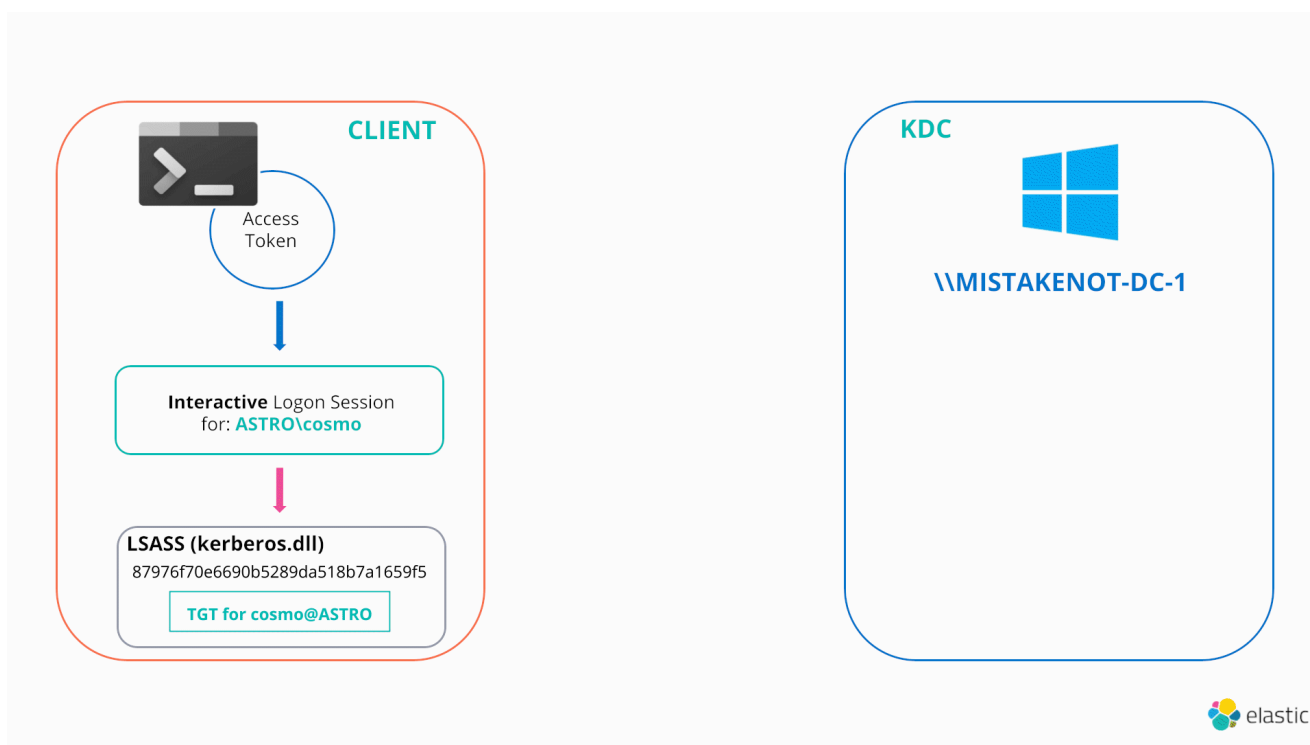 CLIENT
Access
Token
Interactive Logon Session
for: ASTRO\cosmo
LSASS (kerberos.dll)
87976f70e6690b5289da518b7a1659f5
TGT for cosmo@ASTRO
KDC
\\MISTAKENOT-DC-1
elastic